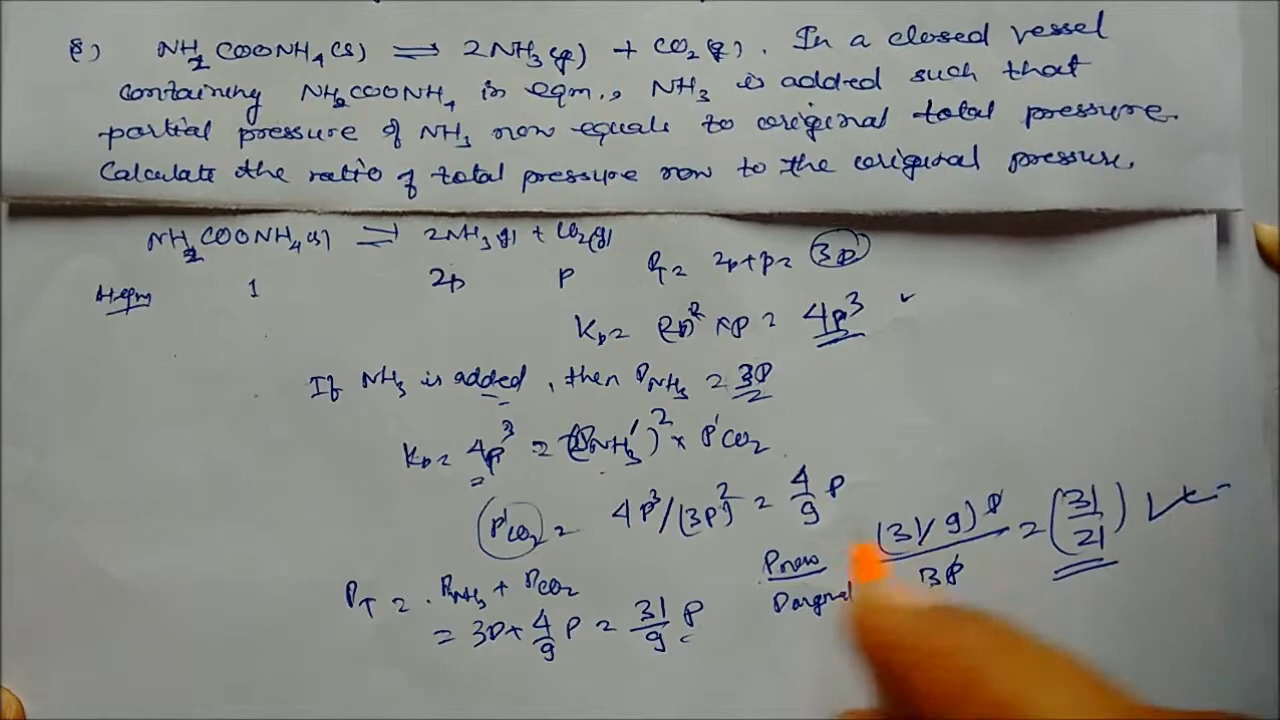 8) NH2COONH4(s) ⇌ 2NH3(g) + CO2(g). In a closed vessel
containing NH2COONH4 in eqm., NH3 is added such that
partial pressure of NH3 now equals to original total pressure.
Calculate the ratio of total pressure now to the original pressure.
NH2COONH4(s) ⇌ 2NH3(g) + CO2(g)
At eqm 1 2p p PT = 2p+p = 3p
Kp = (2p)² × p = 4p³ ✓
If NH3 is added, then PNH3 = 3P
Kp = 4p³ = (PNH3')² × P'CO2
P'CO2 = 4P³/(3P)² = 4/9 P
PT = PNH3 + PCO2
= 3P + 4/9 P = 31/9 P
Pnew/Porignal (31/9)P/3P = (31/21)